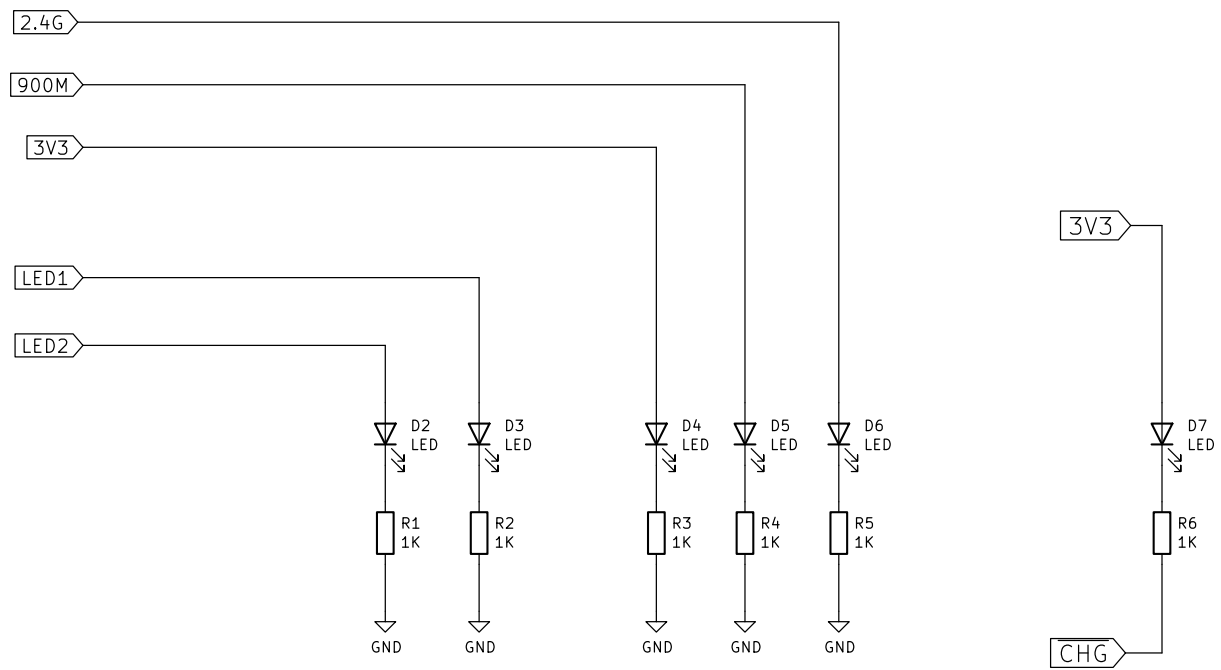 2.4G
900M
3V3
3V3
LED1
LED2
D2
LED
D3
LED
D4
LED
D5
LED
D6
LED
D7
LED
R1
1K
R2
1K
R3
1K
R4
1K
R5
1K
R6
1K
GND
GND
GND
GND
GND
CHG